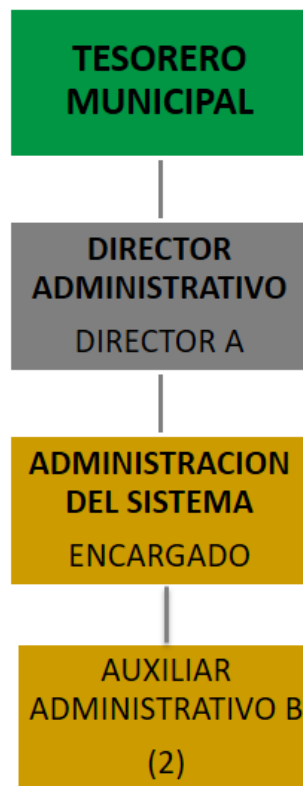 TESORERO
MUNICIPAL
DIRECTOR
ADMINISTRATIVO
DIRECTOR A
ADMINISTRACION
DEL SISTEMA
ENCARGADO
AUXILIAR
ADMINISTRATIVO B
(2)